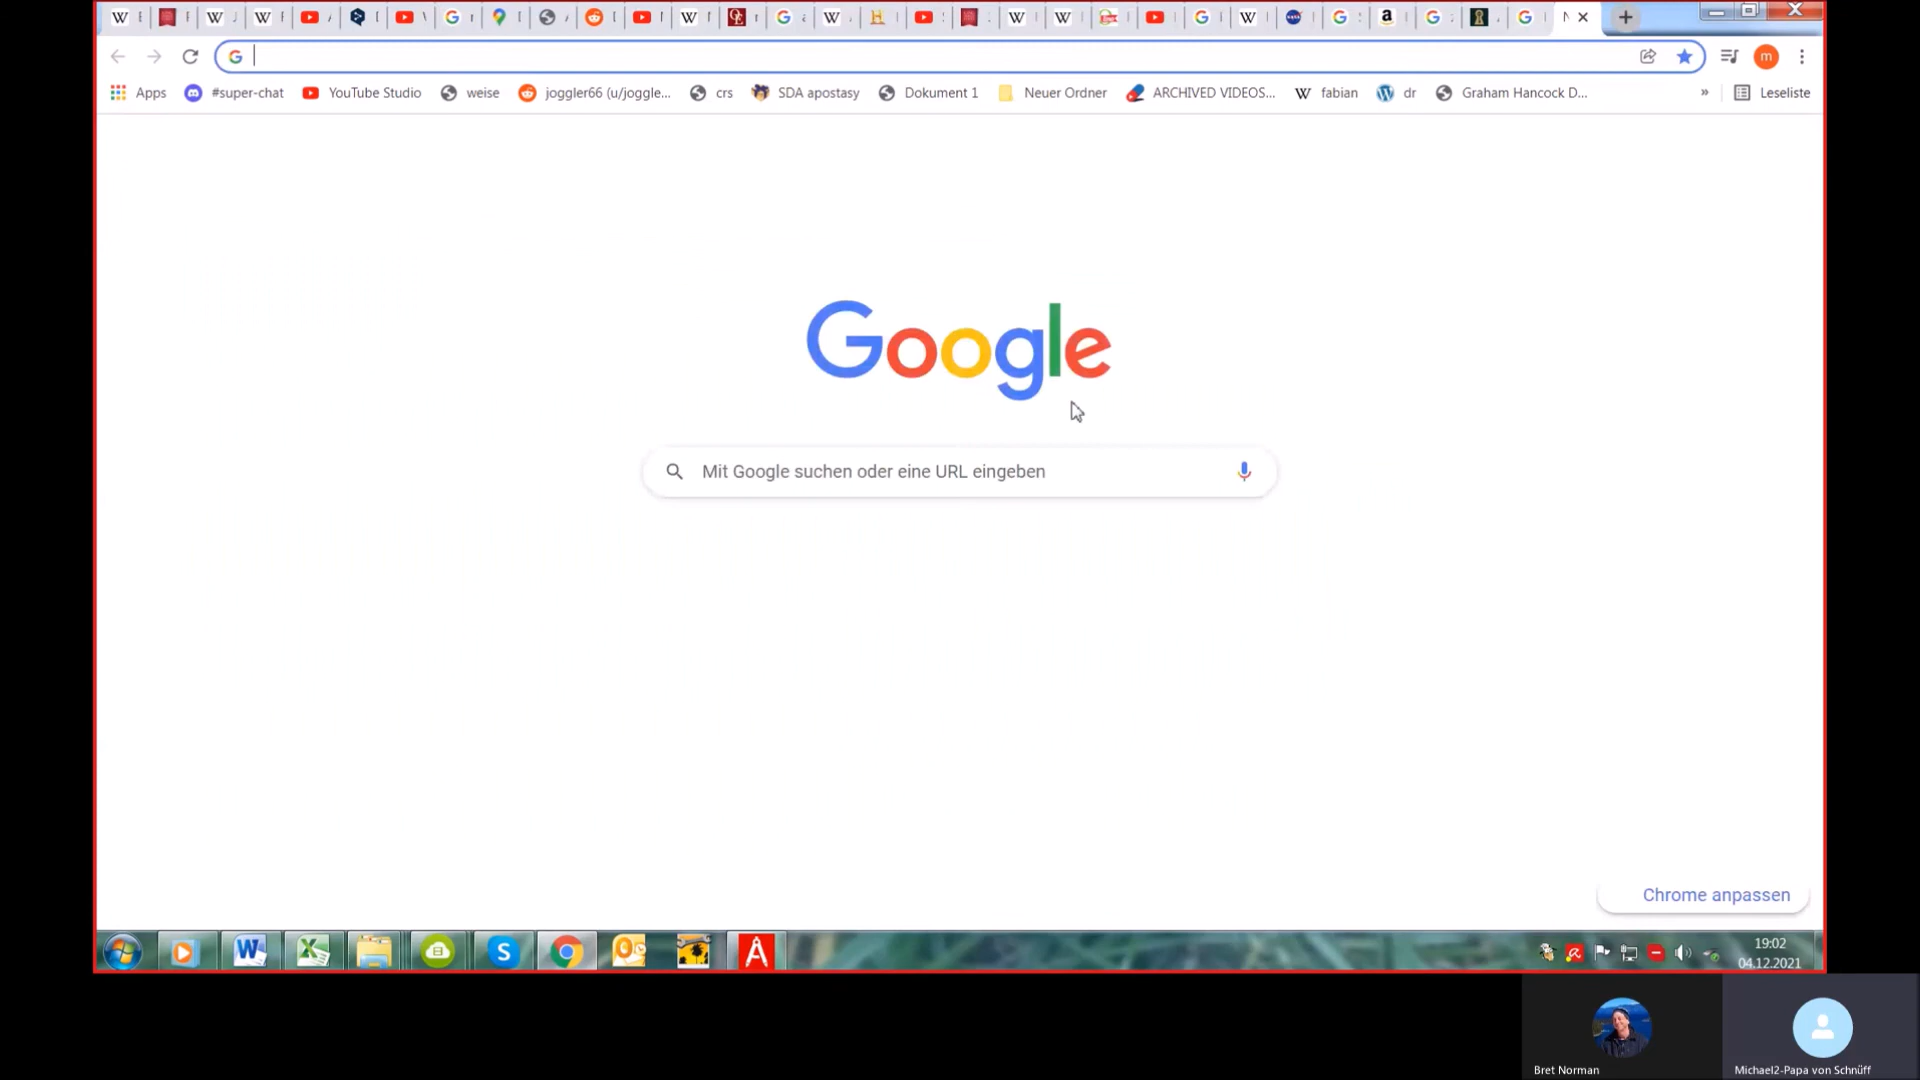 Apps
#super-chat
YouTube Studio
weise
joggler66 (u/joggle...
crs
SDA apostasy
Dokument 1
Neuer Ordner
ARCHIVED VIDEOS...
fabian
dr
Graham Hancock D...
»
Leseliste
Google
Mit Google suchen oder eine URL eingeben
Chrome anpassen
19:02
04.12.2021
Bret Norman
Michael2-Papa von Schnüff